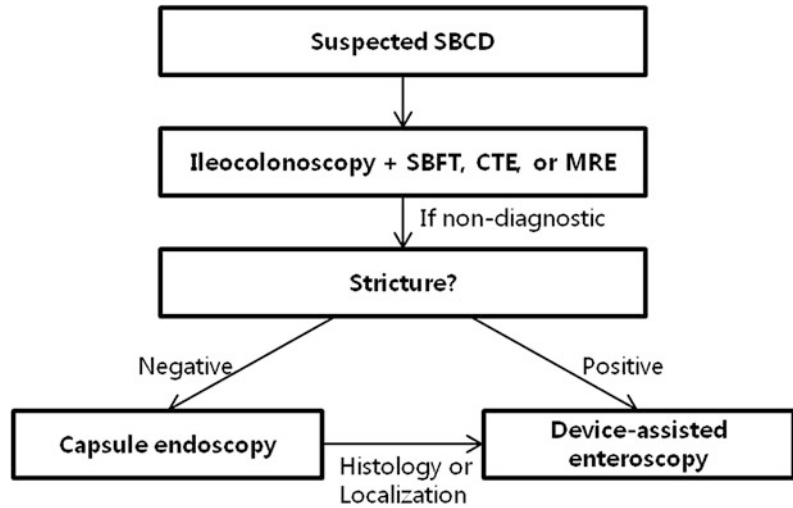 Suspected SBCD
Ileocolonoscopy + SBFT, CTE, or MRE
If non-diagnostic
Stricture?
Negative
Positive
Capsule endoscopy
Histology or
Localization
Device-assisted
enteroscopy